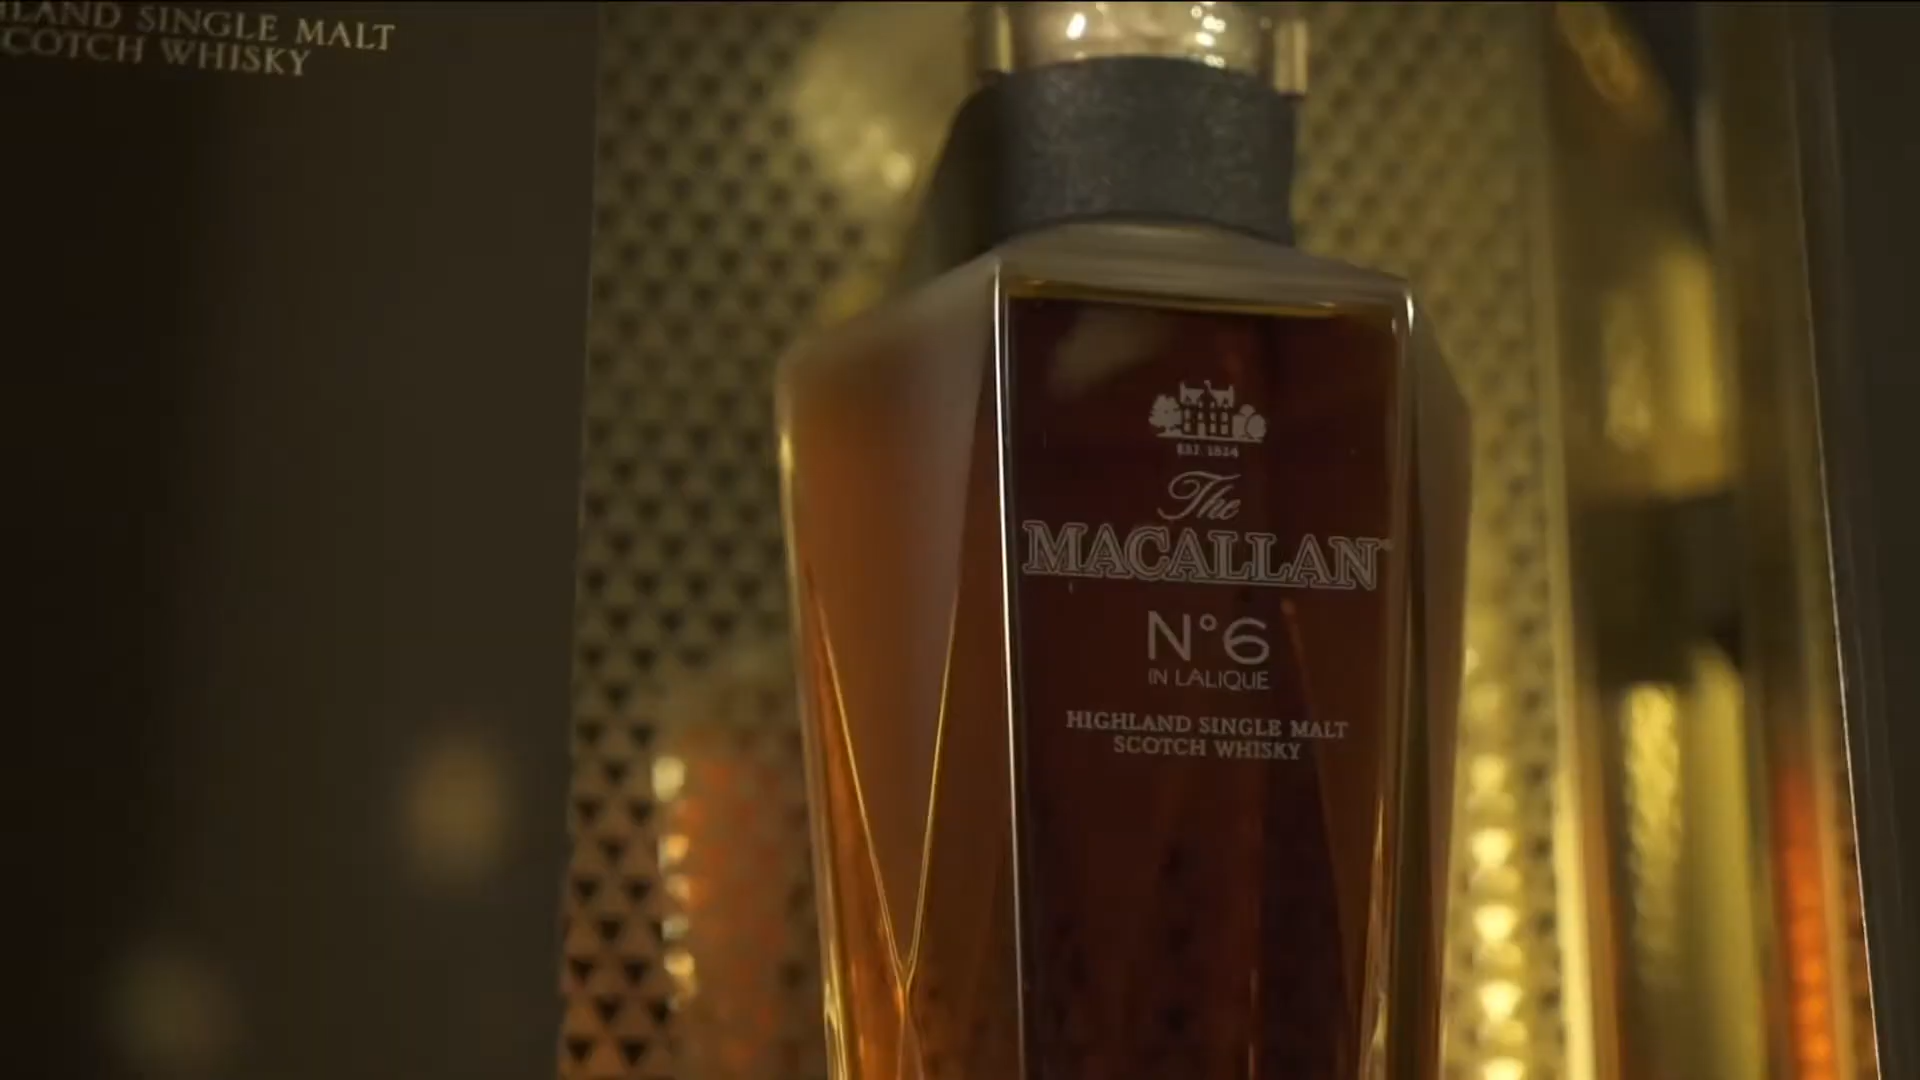 HLAND SINGLE MALT
SCOTCH WHISKY
EST. 1824
The
MACALLAN
N°6
IN LALIQUE
HIGHLAND SINGLE MALT
SCOTCH WHISKY